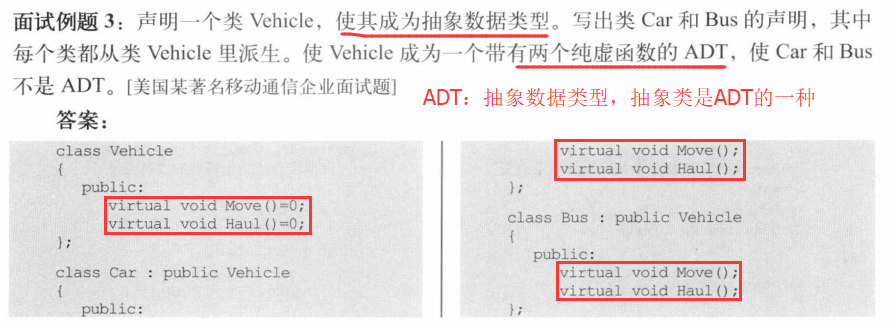 面试例题 3：声明一个类 Vehicle，使其成为抽象数据类型。写出类 Car 和 Bus 的声明，其中
每个类都从类 Vehicle 里派生。使 Vehicle 成为一个带有两个纯虚函数的 ADT，使 Car 和 Bus
不是 ADT。[美国某著名移动通信企业面试题]
ADT：抽象数据类型，抽象类是ADT的一种
答案：
class Vehicle
{
public:
virtual void Move()=0;
virtual void Haul()=0;
};
class Car : public Vehicle
{
public:
virtual void Move();
virtual void Haul();
};
class Bus : public Vehicle
{
public:
virtual void Move();
virtual void Haul();
};